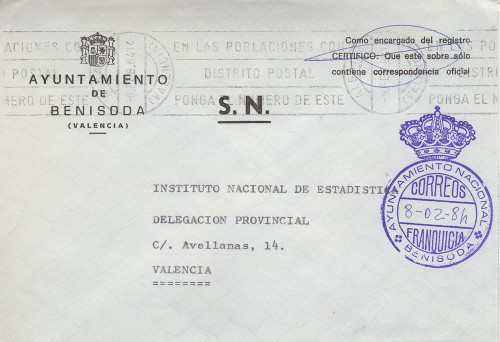 AYUNTAMIENTO
DE
BENISODA
(VALENCIA)
EN LAS POBLACIONES CON
DISTRITO POSTAL
PONGA EL NUMERO DE ESTE
Como encargado del registro.
CERTIFICO: Que este sobre sólo
contiene correspondencia oficial
S. N.
INSTITUTO NACIONAL DE ESTADISTICA
DELEGACION PROVINCIAL
C/. Avellanas, 14.
VALENCIA
========
AYUNTAMIENTO NACIONAL
CORREOS
8-02-84
FRANQUICIA
BENISODA